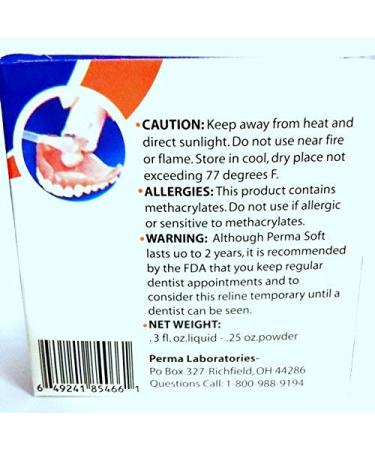 • CAUTION: Keep away from heat and
direct sunlight. Do not use near fire
or flame. Store in cool, dry place not
exceeding 77 degrees F.
• ALLERGIES: This product contains
methacrylates. Do not use if allergic
or sensitive to methacrylates.
• WARNING: Although Perma Soft
lasts up to 2 years, it is recommended
by the FDA that you keep regular
dentist appointments and to
consider this reline temporary until a
dentist can be seen.
• NET WEIGHT:
.3 fl. oz.liquid - .25 oz.powder
Perma Laboratories-
Po Box 327-Richfield, OH 44286
Questions Call: 1-800-988-9194
6 49241 85466 1